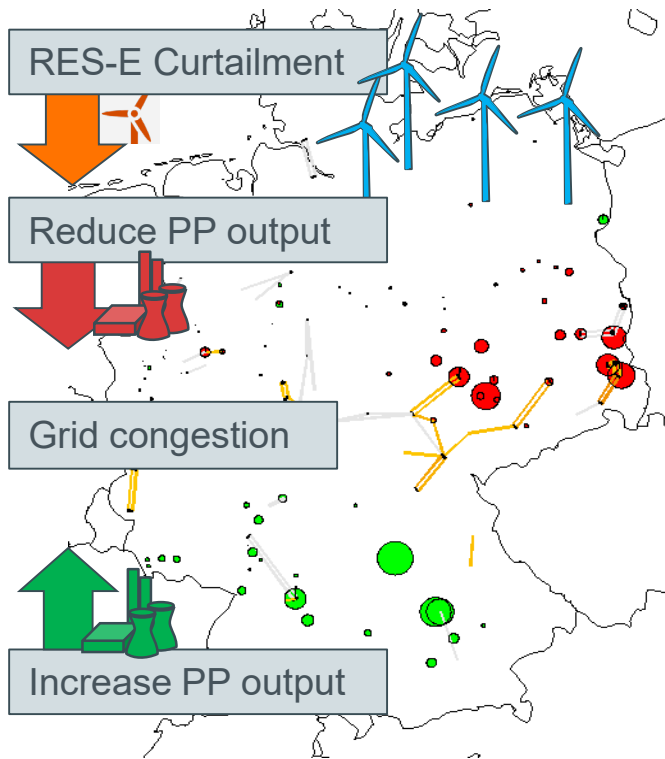 RES-E Curtailment
Reduce PP output
Grid congestion
Increase PP output